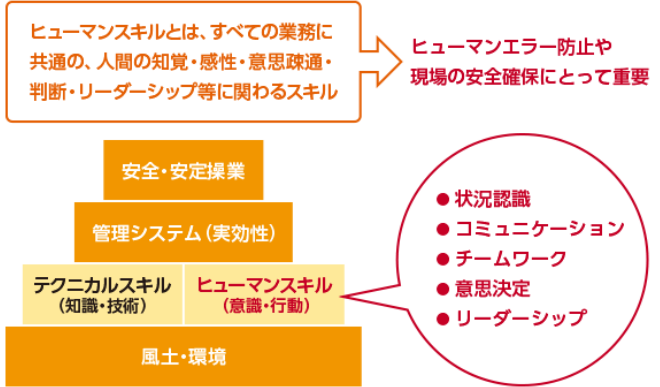 ヒューマンスキルとは、すべての業務に
共通の、人間の知覚・感性・意思疎通・
判断・リーダーシップ等に関わるスキル
ヒューマンエラー防止や
現場の安全確保にとって重要
安全・安定操業
管理システム（実効性）
テクニカルスキル
（知識・技術）
ヒューマンスキル
（意識・行動）
風土・環境
● 状況認識
● コミュニケーション
● チームワーク
● 意思決定
● リーダーシップ